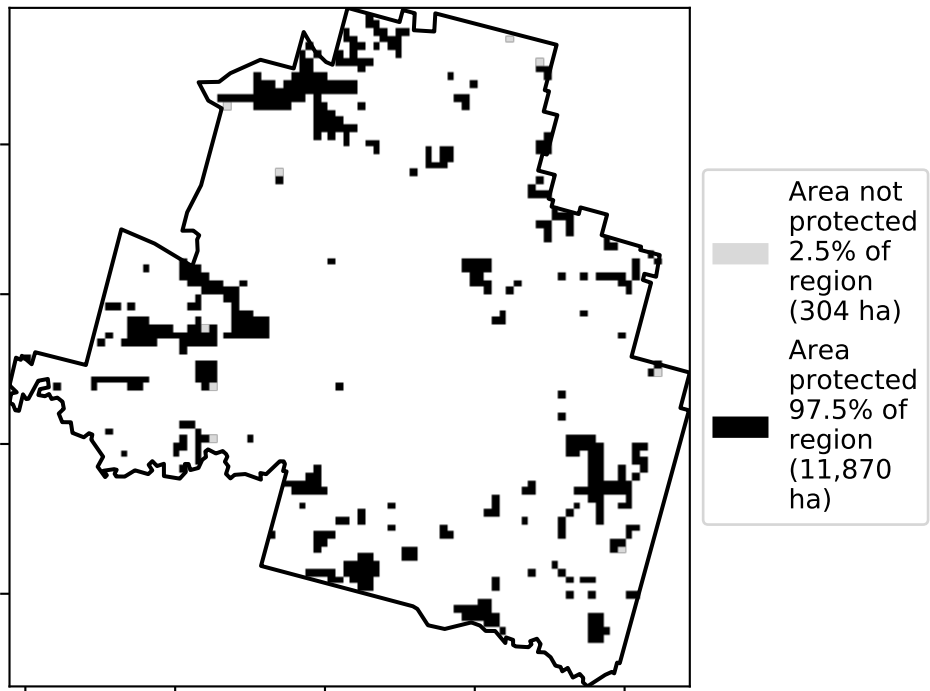 Area not
protected
2.5% of
region
(304 ha)
Area
protected
97.5% of
region
(11,870
ha)